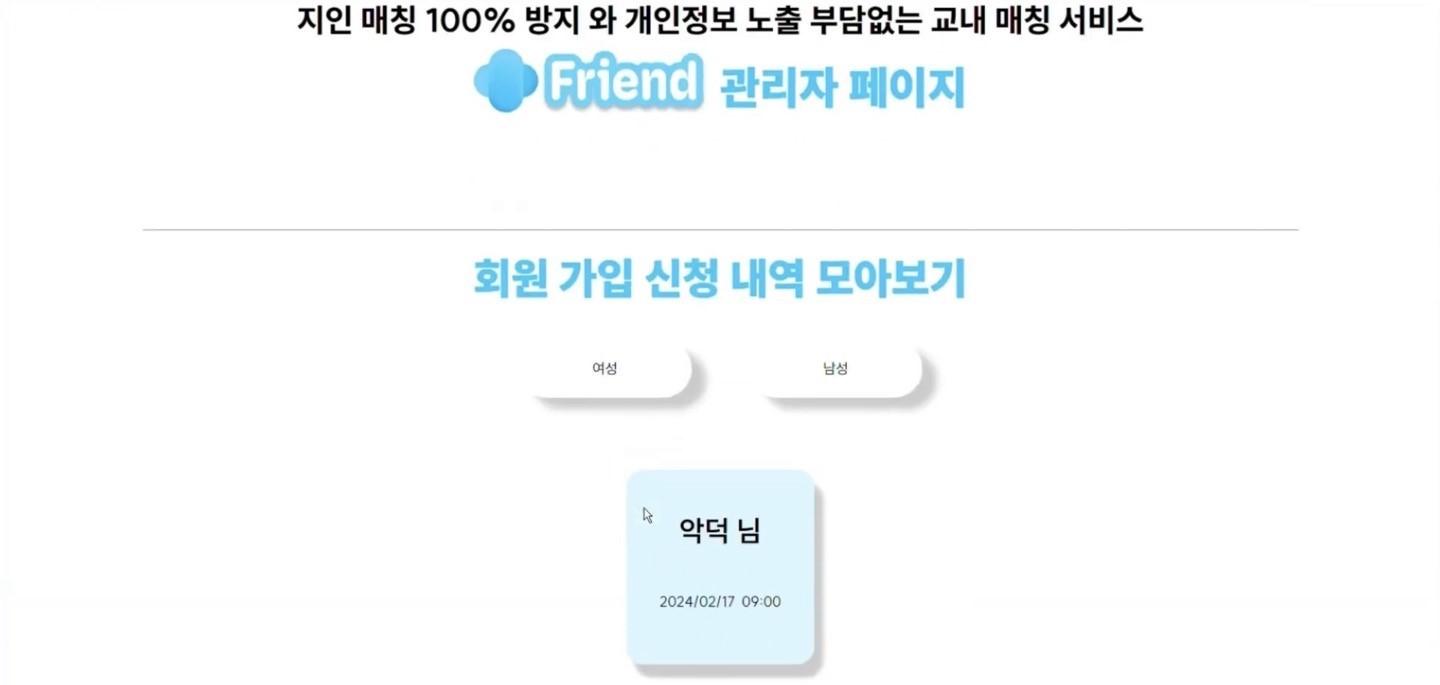 지인 매칭 100% 방지 와 개인정보 노출 부담없는 교내 매칭 서비스
Friend 관리자 페이지
회원 가입 신청 내역 모아보기
여성 남성
악덕 님
2024/02/17 09:00